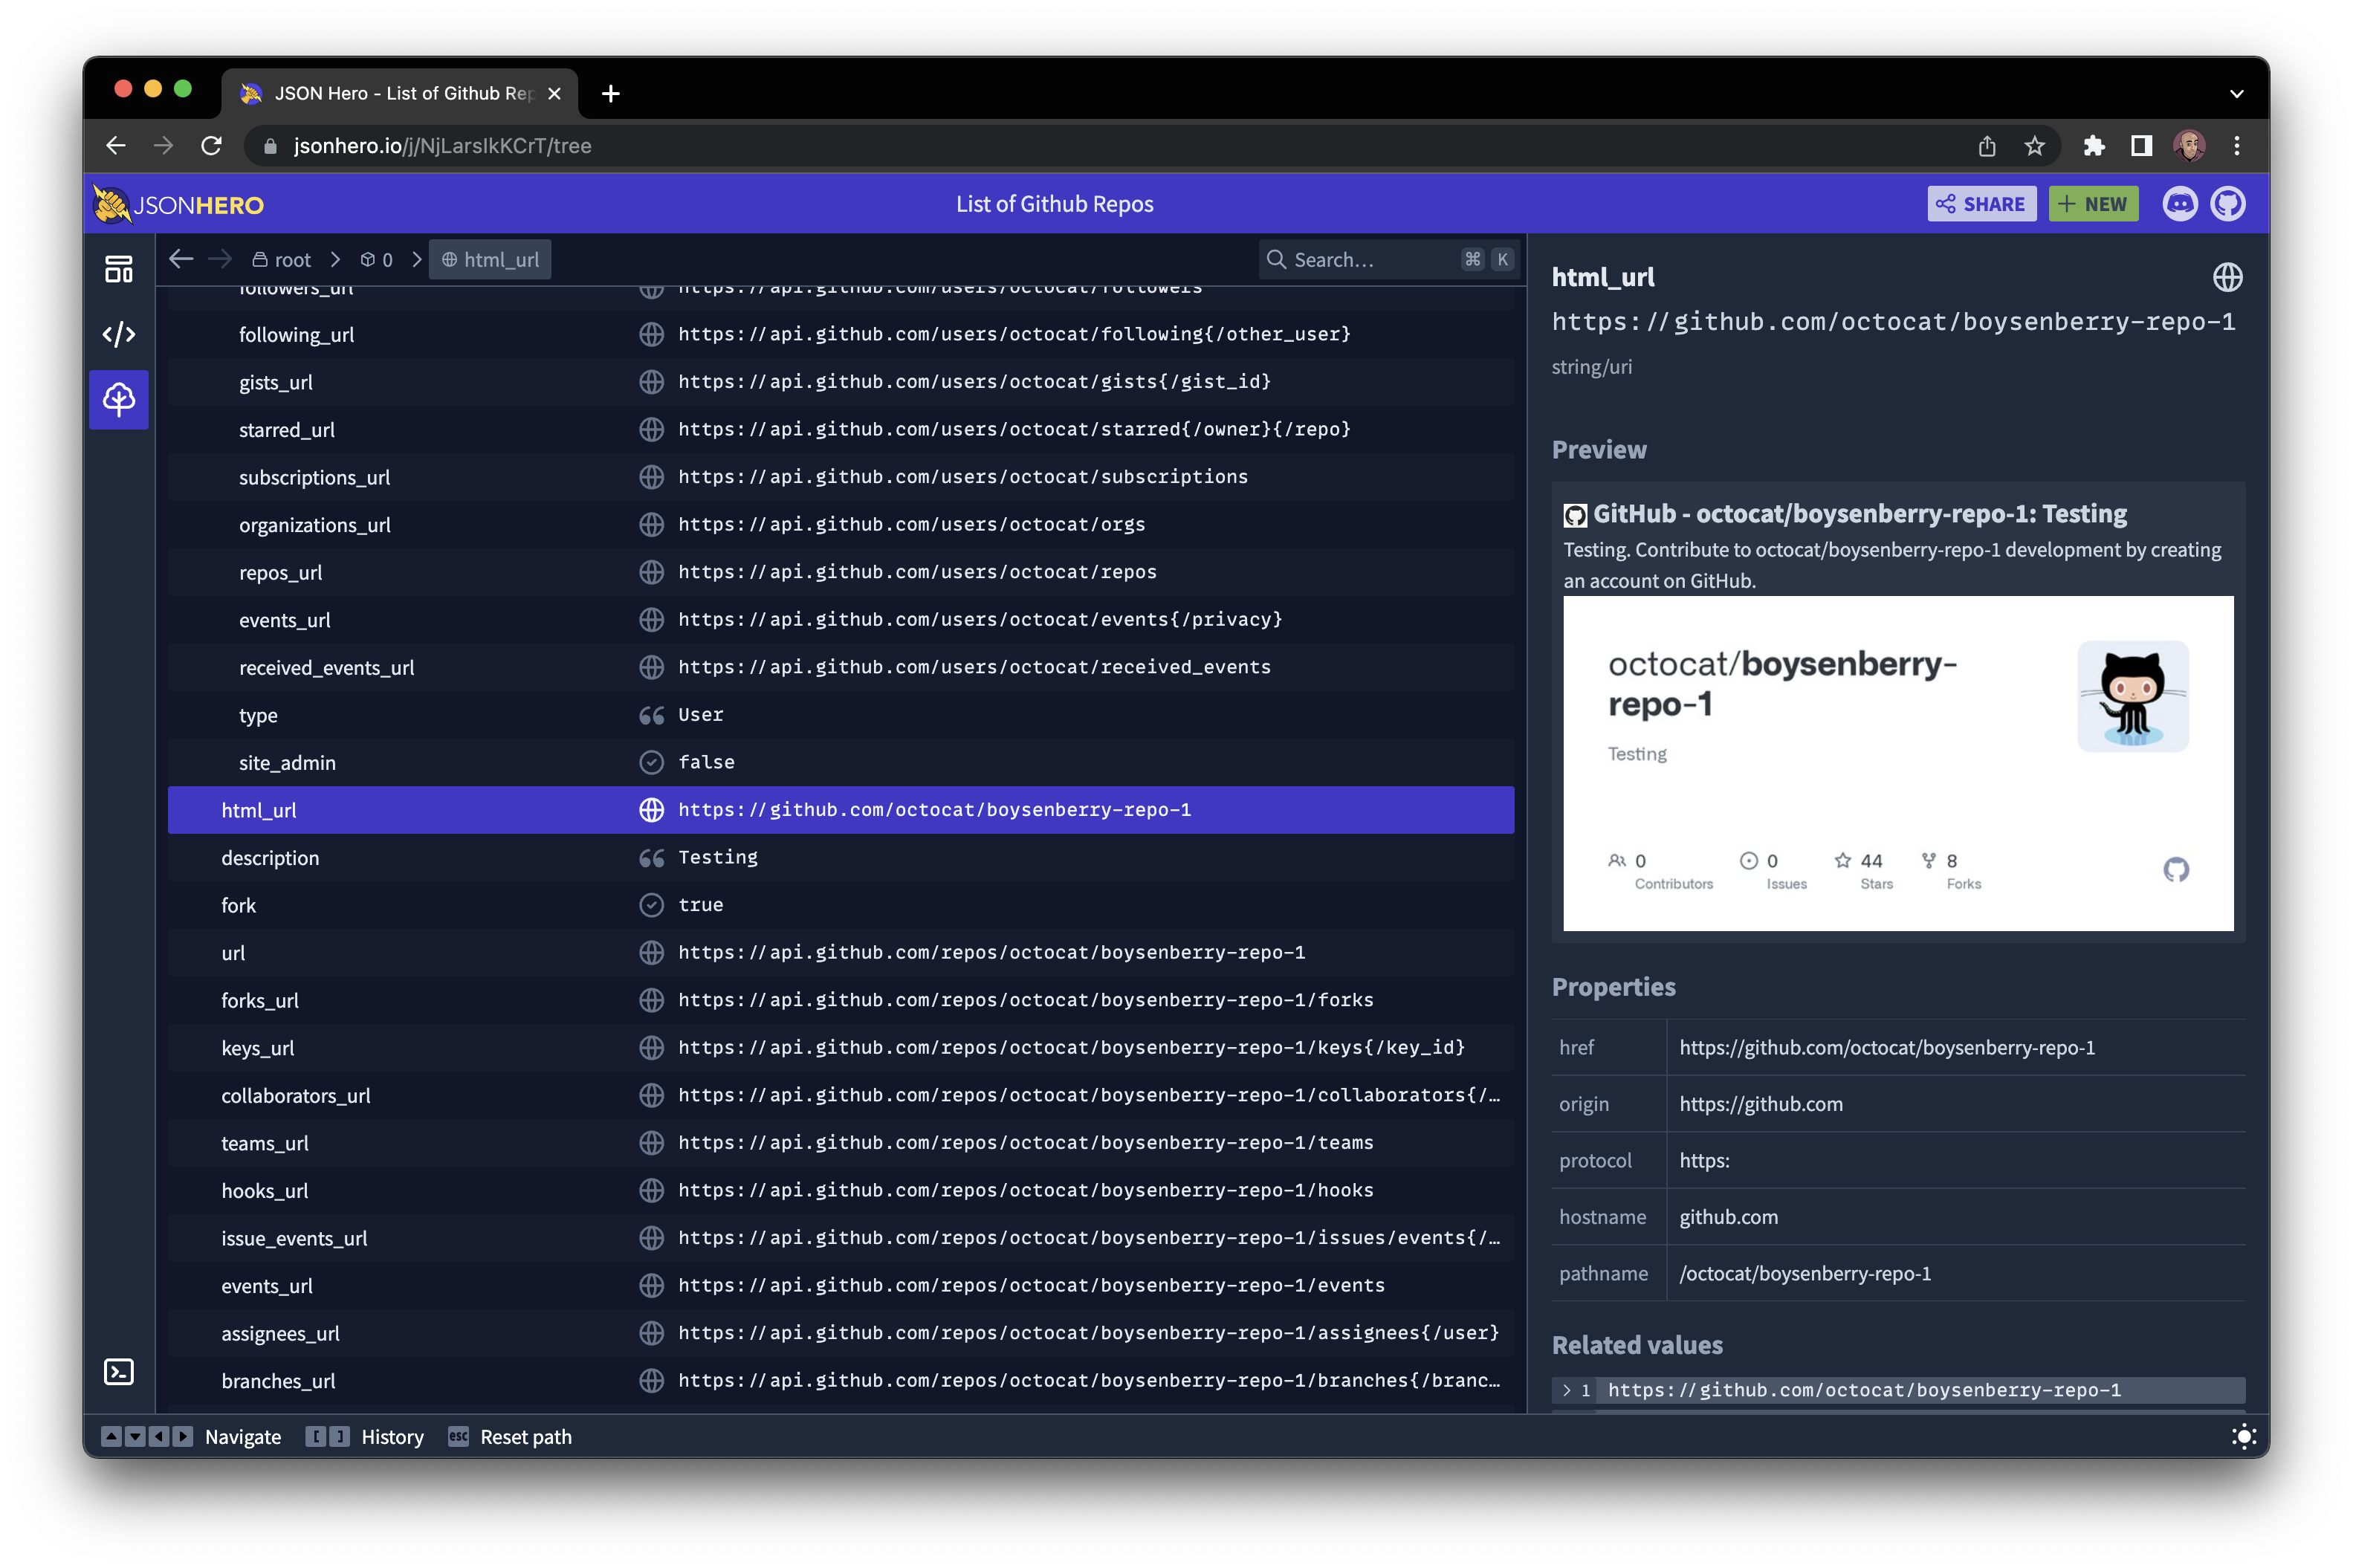 JSON Hero - List of Github Rep
jsonhero.io/j/NjLarsIkKCrT/tree
JSONHERO
List of Github Repos
SHARE
NEW
root
0
html_url
Search…
⌘ K
followers_url https://api.github.com/users/octocat/followers
following_url https://api.github.com/users/octocat/following{/other_user}
gists_url https://api.github.com/users/octocat/gists{/gist_id}
starred_url https://api.github.com/users/octocat/starred{/owner}{/repo}
subscriptions_url https://api.github.com/users/octocat/subscriptions
organizations_url https://api.github.com/users/octocat/orgs
repos_url https://api.github.com/users/octocat/repos
events_url https://api.github.com/users/octocat/events{/privacy}
received_events_url https://api.github.com/users/octocat/received_events
type User
site_admin false
html_url https://github.com/octocat/boysenberry-repo-1
description Testing
fork true
url https://api.github.com/repos/octocat/boysenberry-repo-1
forks_url https://api.github.com/repos/octocat/boysenberry-repo-1/forks
keys_url https://api.github.com/repos/octocat/boysenberry-repo-1/keys{/key_id}
collaborators_url https://api.github.com/repos/octocat/boysenberry-repo-1/collaborators{/…
teams_url https://api.github.com/repos/octocat/boysenberry-repo-1/teams
hooks_url https://api.github.com/repos/octocat/boysenberry-repo-1/hooks
issue_events_url https://api.github.com/repos/octocat/boysenberry-repo-1/issues/events{/…
events_url https://api.github.com/repos/octocat/boysenberry-repo-1/events
assignees_url https://api.github.com/repos/octocat/boysenberry-repo-1/assignees{/user}
branches_url https://api.github.com/repos/octocat/boysenberry-repo-1/branches{/branc…
html_url
https://github.com/octocat/boysenberry-repo-1
string/uri
Preview
GitHub - octocat/boysenberry-repo-1: Testing
Testing. Contribute to octocat/boysenberry-repo-1 development by creating
an account on GitHub.
octocat/boysenberry-
repo-1
Testing
0 0 44 8
Contributors Issues Stars Forks
Properties
href https://github.com/octocat/boysenberry-repo-1
origin https://github.com
protocol https:
hostname github.com
pathname /octocat/boysenberry-repo-1
Related values
1 https://github.com/octocat/boysenberry-repo-1
Navigate [ ] History esc Reset path